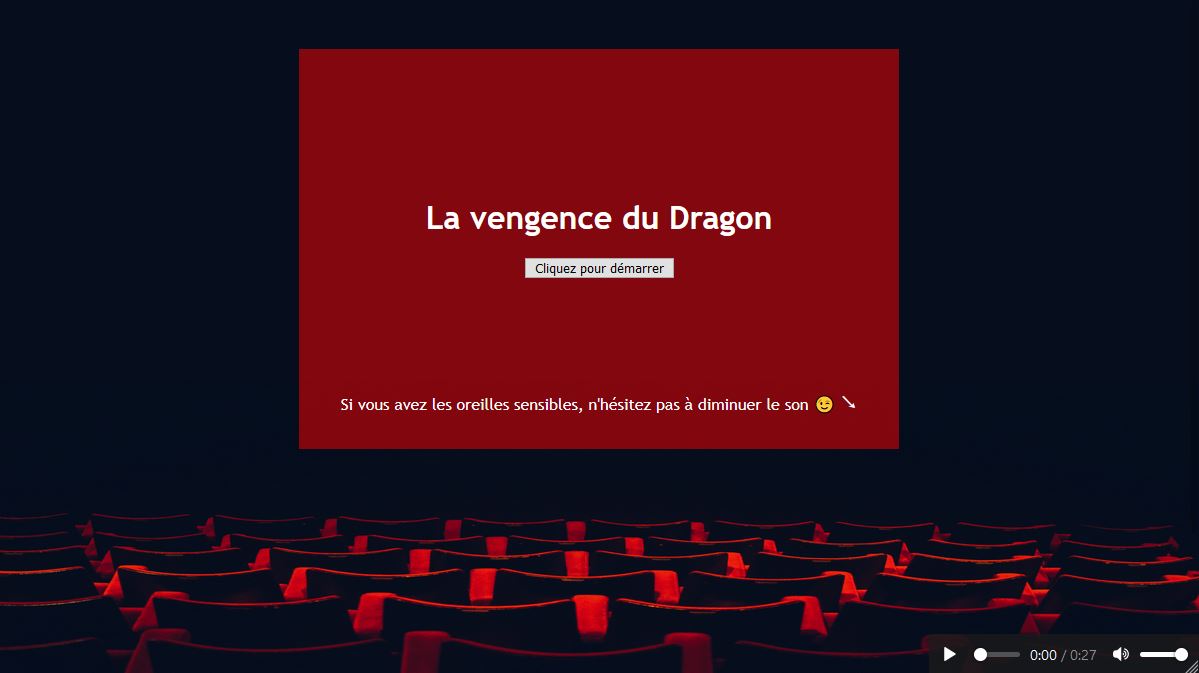 La vengence du Dragon
Cliquez pour démarrer
Si vous avez les oreilles sensibles, n'hésitez pas à diminuer le son 😉 ↘
0:00 / 0:27